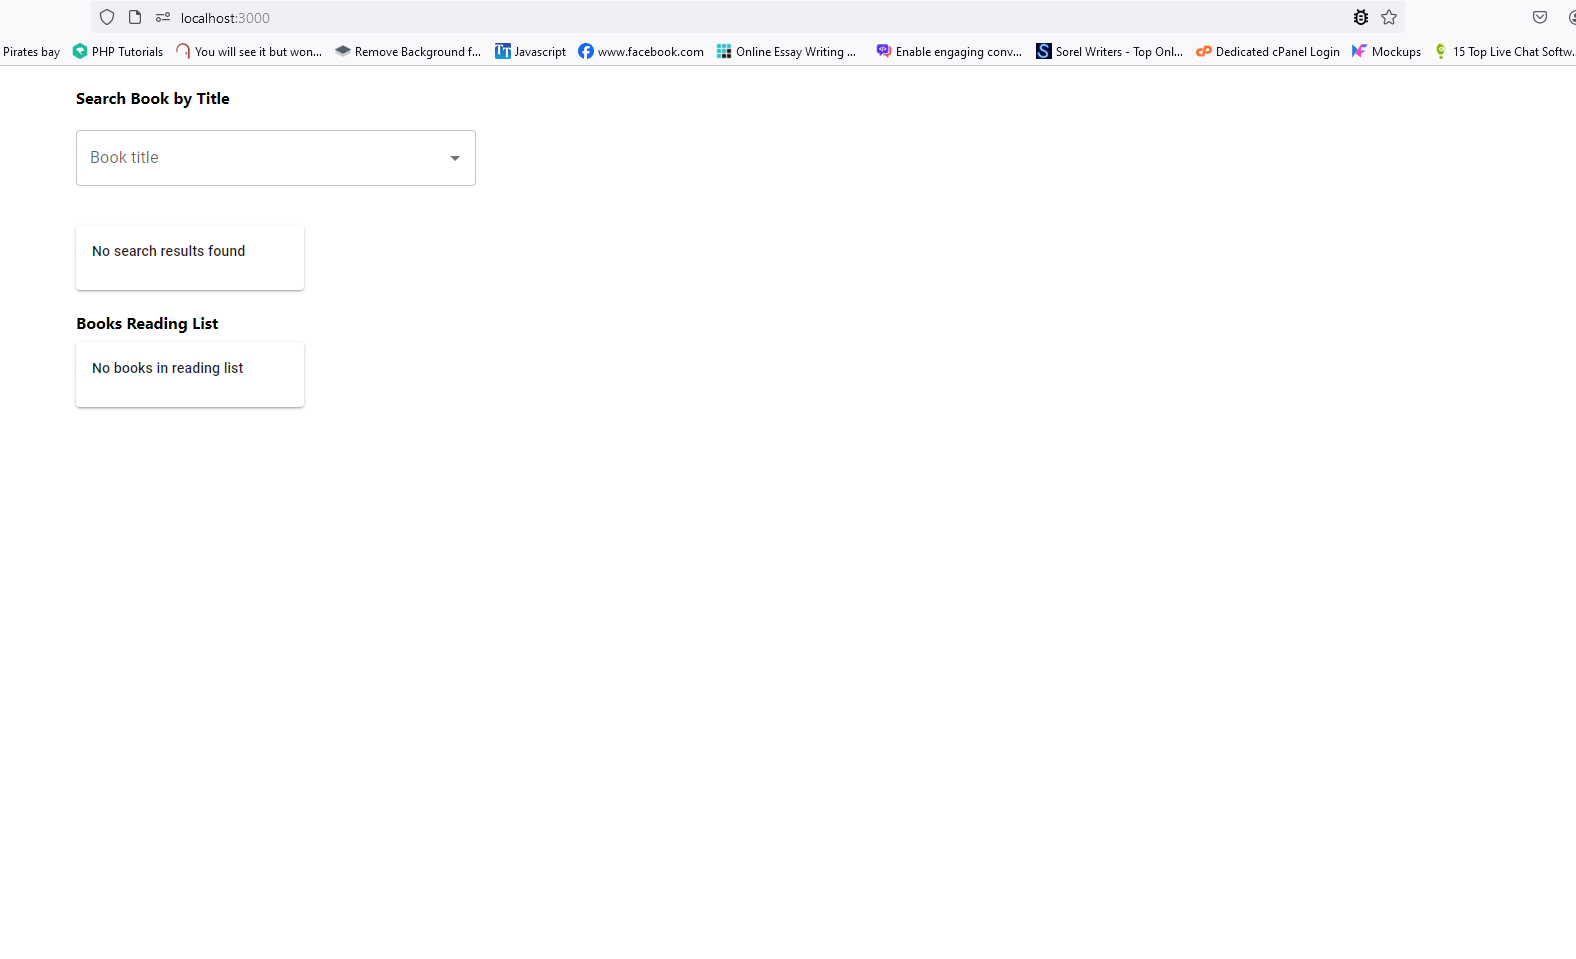 localhost:3000
Pirates bay PHP Tutorials You will see it but won... Remove Background f... Javascript www.facebook.com Online Essay Writing ... Enable engaging conv... Sorel Writers - Top Onl... Dedicated cPanel Login Mockups 15 Top Live Chat Softw...
Search Book by Title
Book title
No search results found
Books Reading List
No books in reading list